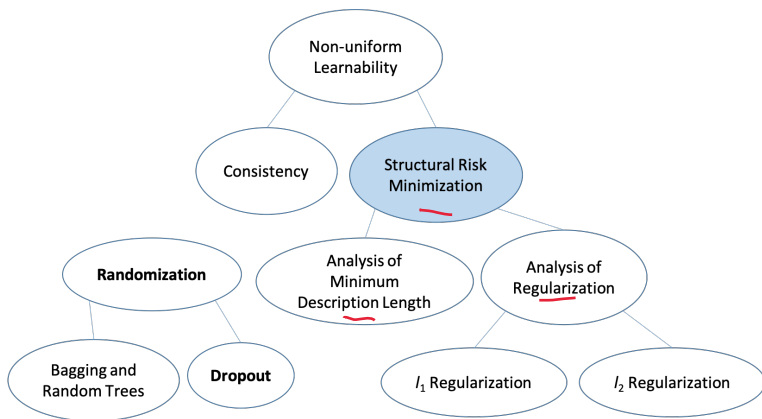 Non-uniform
Learnability
Consistency
Structural Risk
Minimization
Randomization
Analysis of
Minimum
Description Length
Analysis of
Regularization
Bagging and
Random Trees
Dropout
l1 Regularization
l2 Regularization